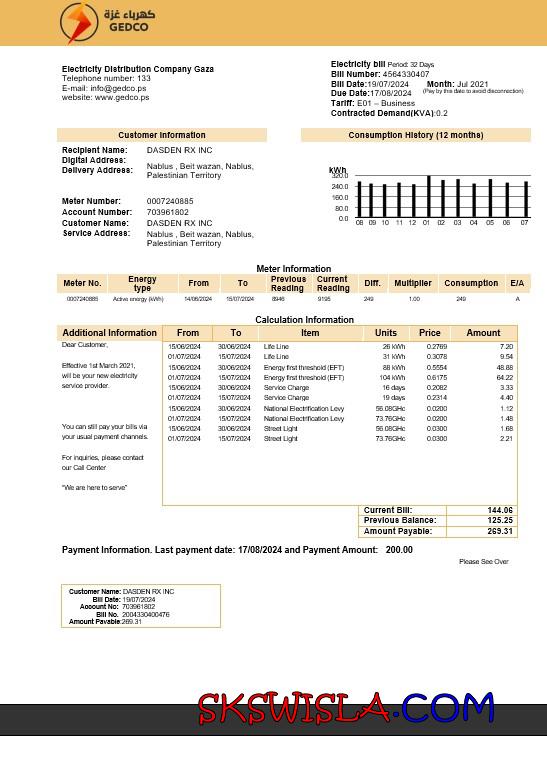 كهرباء غزة
GEDCO
Electricity Distribution Company Gaza
Telephone number: 133
E-mail: info@gedco.ps
website: www.gedco.ps
Electricity bill Period: 32 Days
Bill Number: 4564330407
Bill Date:19/07/2024 Month: Jul 2021
Due Date:17/08/2024 (Pay by this date to avoid disconnection)
Tariff: E01 – Business
Contracted Demand(KVA):0.2
Customer Information
Recipient Name: DASDEN RX INC
Digital Address:
Delivery Address: Nablus , Beit wazan, Nablus,
Palestinian Territory
Meter Number: 0007240885
Account Number: 703961802
Customer Name: DASDEN RX INC
Service Address: Nablus , Beit wazan, Nablus,
Palestinian Territory
Consumption History (12 months)
kWh
320.0
240.0
160.0
80.0
0.0
08 09 10 11 12 01 02 03 04 05 06 07
Meter Information
Meter No. Energy type From To Previous Reading Current Reading Diff. Multiplier Consumption E/A
0007240885 Active energy (kWh) 14/06/2024 15/07/2024 8946 9195 249 1.00 249 A
Calculation Information
Additional Information From To Item Units Price Amount
Dear Customer,
Effective 1st March 2021,
will be your new electricity
service provider.
You can still pay your bills via
your usual payment channels.
For inquiries, please contact
our Call Center
"We are here to serve"
15/06/2024 30/06/2024 Life Line 26 kWh 0.2769 7.20
01/07/2024 15/07/2024 Life Line 31 kWh 0.3078 9.54
15/06/2024 30/06/2024 Energy first threshold (EFT) 88 kWh 0.5554 48.88
01/07/2024 15/07/2024 Energy first threshold (EFT) 104 kWh 0.6175 64.22
15/06/2024 30/06/2024 Service Charge 16 days 0.2082 3.33
01/07/2024 15/07/2024 Service Charge 19 days 0.2314 4.40
15/06/2024 30/06/2024 National Electrification Levy 56.08GHc 0.0200 1.12
01/07/2024 15/07/2024 National Electrification Levy 73.76GHc 0.0200 1.48
15/06/2024 30/06/2024 Street Light 56.08GHc 0.0300 1.68
01/07/2024 15/07/2024 Street Light 73.76GHc 0.0300 2.21
Current Bill: 144.06
Previous Balance: 125.25
Amount Payable: 269.31
Payment Information. Last payment date: 17/08/2024 and Payment Amount: 200.00
Please See Over
Customer Name: DASDEN RX INC
Bill Date: 19/07/2024
Account No: 703961802
Bill No. 2004330400476
Amount Payable:269.31
SKSWISLA.COM